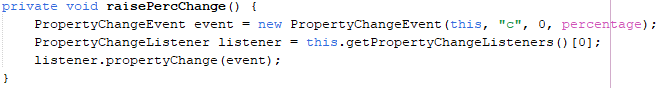 private void raisePercChange() {
PropertyChangeEvent event = new PropertyChangeEvent(this, "c", 0, percentage);
PropertyChangeListener listener = this.getPropertyChangeListeners()[0];
listener.propertyChange(event);
}